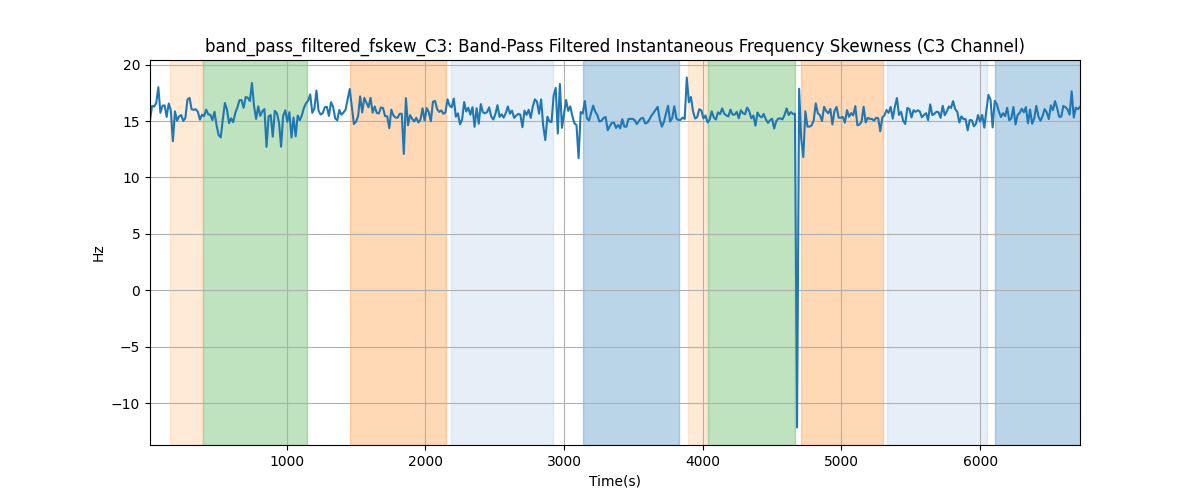 band_pass_filtered_fskew_C3: Band-Pass Filtered Instantaneous Frequency Skewness (C3 Channel)
20
15
10
5
0
−5
−10
Hz
1000 2000 3000 4000 5000 6000
Time(s)